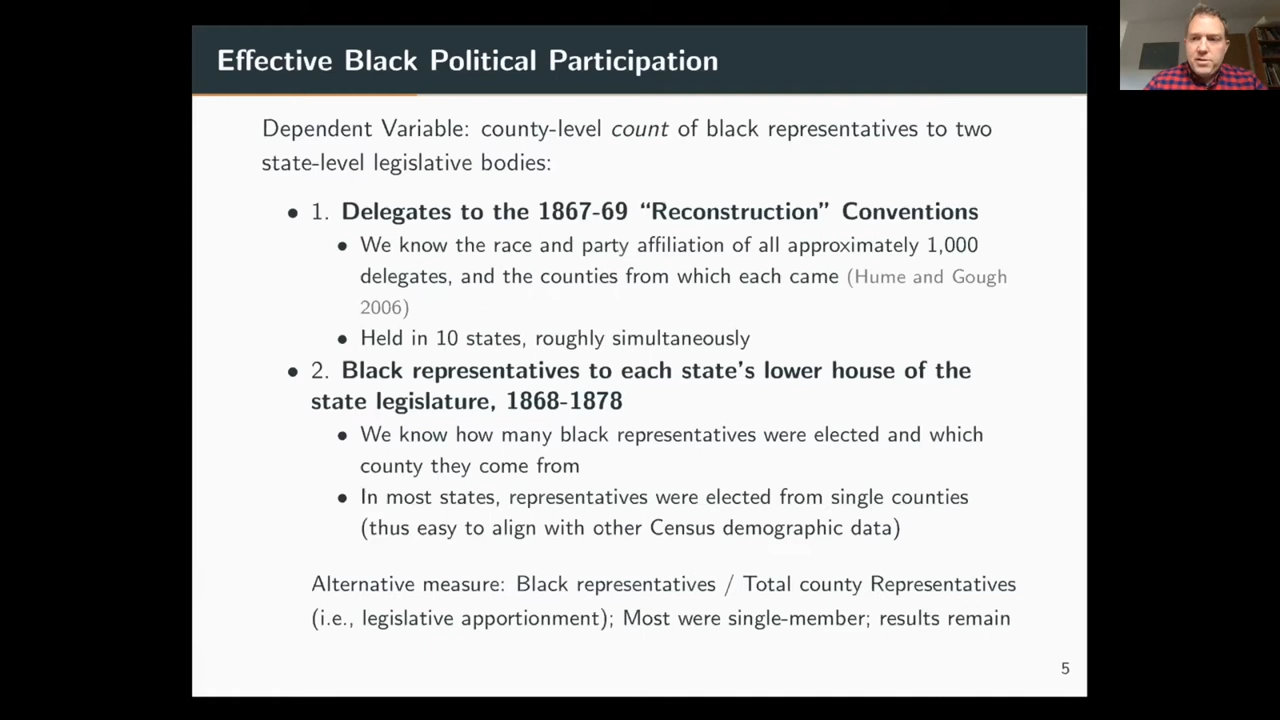 Effective Black Political Participation
Dependent Variable: county-level count of black representatives to two
state-level legislative bodies:
• 1. Delegates to the 1867-69 “Reconstruction” Conventions
• We know the race and party affiliation of all approximately 1,000
delegates, and the counties from which each came (Hume and Gough
2006)
• Held in 10 states, roughly simultaneously
• 2. Black representatives to each state’s lower house of the
state legislature, 1868-1878
• We know how many black representatives were elected and which
county they come from
• In most states, representatives were elected from single counties
(thus easy to align with other Census demographic data)
Alternative measure: Black representatives / Total county Representatives
(i.e., legislative apportionment); Most were single-member; results remain
5